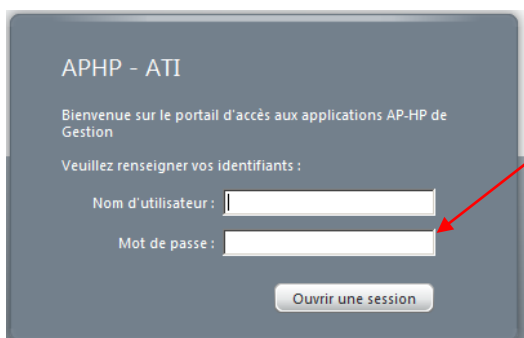 APHP - ATI
Bienvenue sur le portail d'accès aux applications AP-HP de
Gestion
Veuillez renseigner vos identifiants :
Nom d'utilisateur :
Mot de passe :
Ouvrir une session